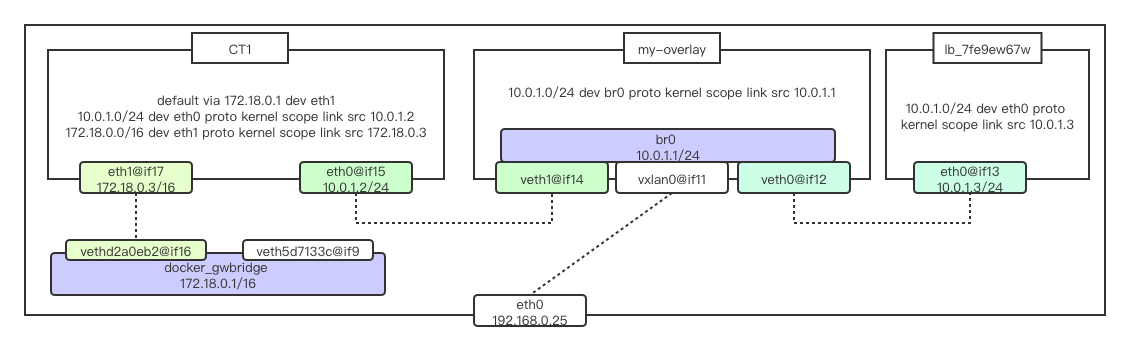 CT1
default via 172.18.0.1 dev eth1
10.0.1.0/24 dev eth0 proto kernel scope link src 10.0.1.2
172.18.0.0/16 dev eth1 proto kernel scope link src 172.18.0.3
eth1@if17
172.18.0.3/16
eth0@if15
10.0.1.2/24
my-overlay
10.0.1.0/24 dev br0 proto kernel scope link src 10.0.1.1
br0
10.0.1.1/24
veth1@if14
vxlan0@if11
veth0@if12
lb_7fe9ew67w
10.0.1.0/24 dev eth0 proto
kernel scope link src 10.0.1.3
eth0@if13
10.0.1.3/24
vethd2a0eb2@if16
veth5d7133c@if9
docker_gwbridge
172.18.0.1/16
eth0
192.168.0.25